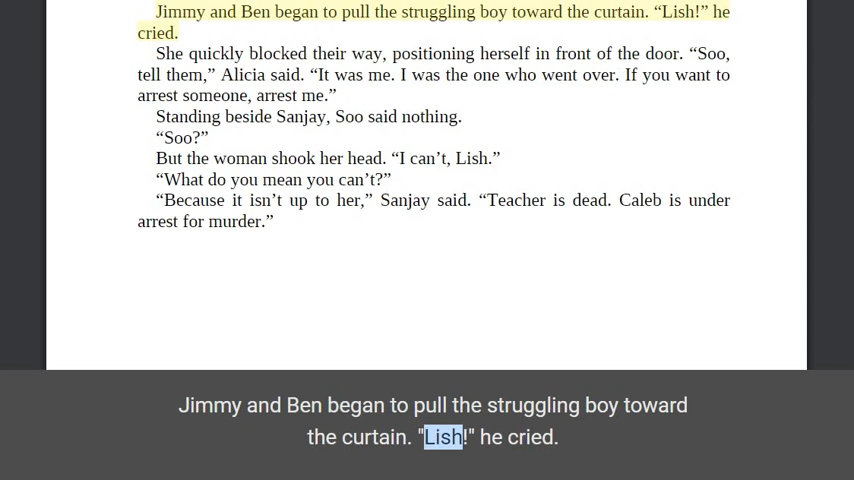 Jimmy and Ben began to pull the struggling boy toward the curtain. “Lish!” he
cried.
She quickly blocked their way, positioning herself in front of the door. “Soo,
tell them,” Alicia said. “It was me. I was the one who went over. If you want to
arrest someone, arrest me.”
Standing beside Sanjay, Soo said nothing.
“Soo?”
But the woman shook her head. “I can’t, Lish.”
“What do you mean you can’t?”
“Because it isn’t up to her,” Sanjay said. “Teacher is dead. Caleb is under
arrest for murder.”
Jimmy and Ben began to pull the struggling boy toward
the curtain. "Lish!" he cried.